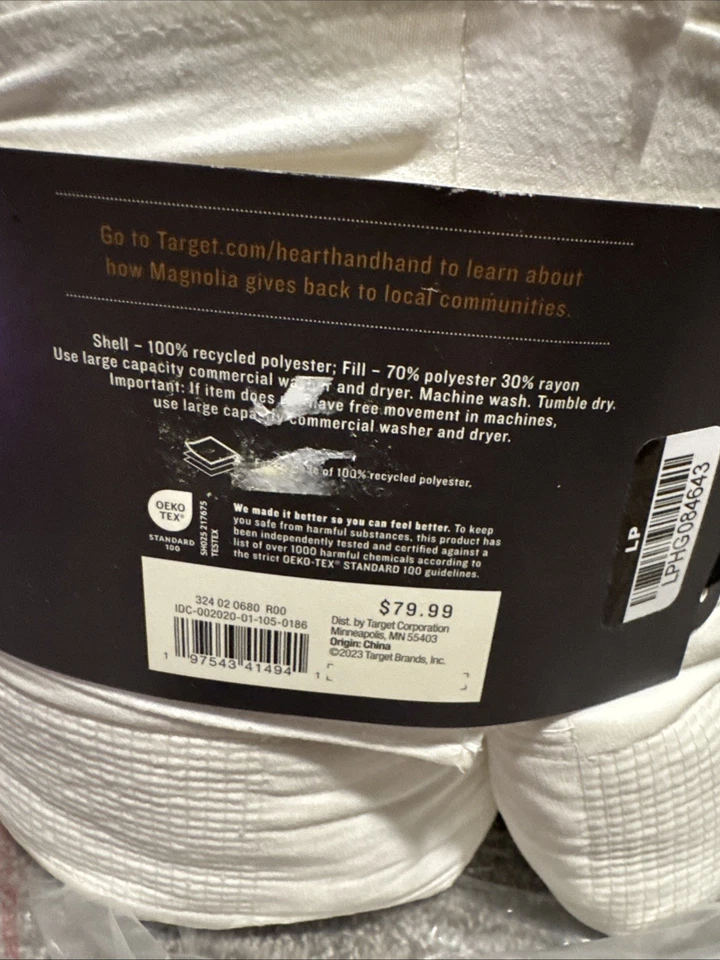 Go to Target.com/hearthandhand to learn about
how Magnolia gives back to local communities.
Shell – 100% recycled polyester; Fill – 70% polyester 30% rayon
Use large capacity commercial and dryer. Machine wash. Tumble dry.
Important: If item does free movement in machines,
use large commercial washer and dryer.
of 100% recycled polyester.
OEKO
TEX®
STANDARD
100
SH025 217675
TESTEX
We made it better so you can feel better. To keep
you safe from harmful substances, this product has
been independently tested and certified against a
list of over 1000 harmful chemicals according to
the strict OEKO-TEX® STANDARD 100 guidelines.
324 02 0680 R00
IDC-002020-01-105-0186
1 97543 41494 1
$79.99
Dist. by Target Corporation
Minneapolis, MN 55403
Origin: China
©2023 Target Brands, Inc.
LP
LPHG084643